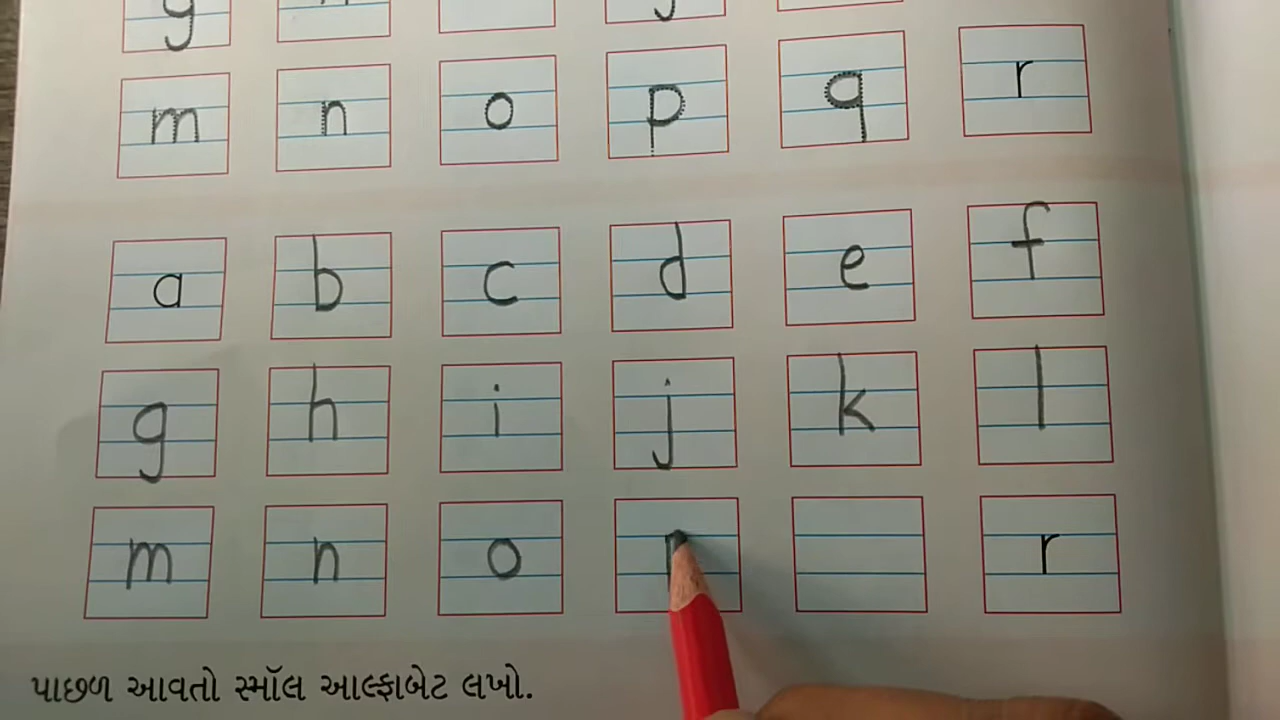 g
m n o p q r
a b c d e f
g h i j k l
m n o r
પાછળ આવતો સ્મૉલ આલ્ફાબેટ લખો.